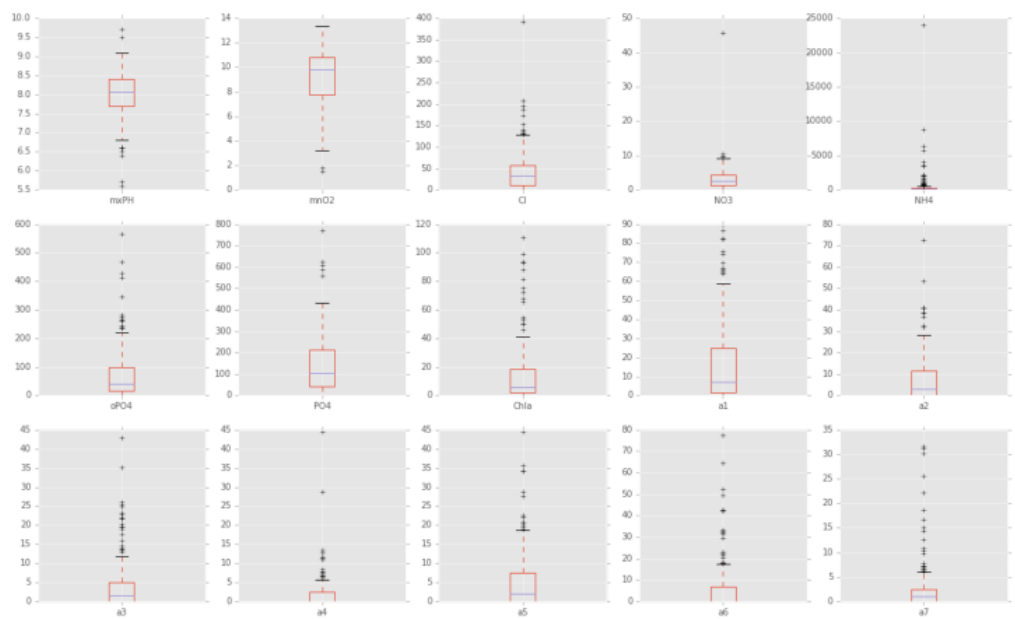 10.0 14 400 50 25000
9.5 12 350 40 20000
9.0 10 300 30 15000
8.5 8 250 20 10000
8.0 6 200 10 5000
7.5 4 150 0 0
7.0 2 100
6.5 0 50
6.0 0
5.5
mxPH mnO2 Cl NO3 NH4
600 800 120 90 80
500 700 100 80 70
400 600 80 70 60
300 500 60 60 50
200 400 40 50 40
100 300 20 40 30
0 200 0 30 20
100 20 10
0 10 0
0
oPO4 PO4 Chla a1 a2
45 45 45 80 35
40 40 40 70 30
35 35 35 60 25
30 30 30 50 20
25 25 25 40 15
20 20 20 30 10
15 15 15 20 5
10 10 10 10 0
5 5 5 0
0 0 0
a3 a4 a5 a6 a7